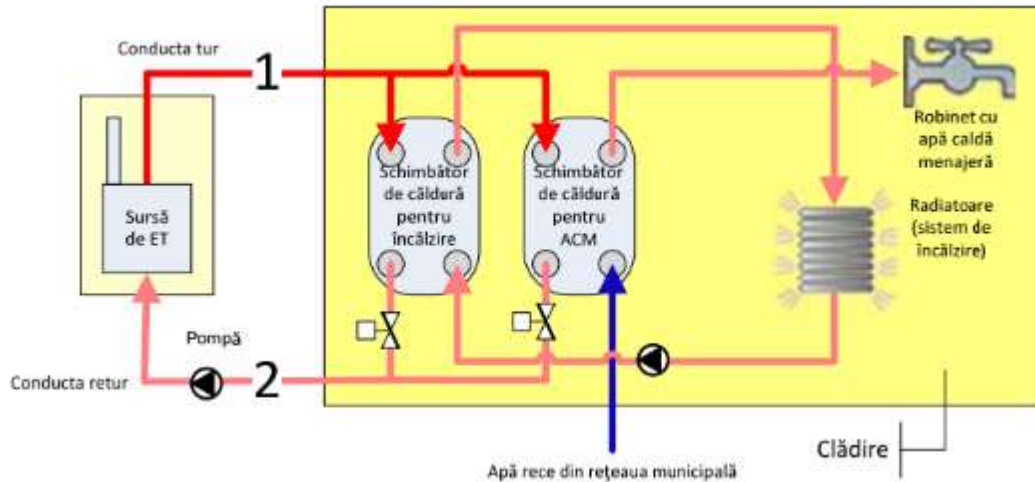 Conducta tur
1
Robinet cu
apă caldă
menajeră
Schimbător
de căldură
pentru
încălzire
Schimbător
de căldură
pentru
ACM
Sursă
de ET
Radiatoare
(sistem de
încălzire)
Pompă
Conducta retur
2
Clădire
Apă rece din rețeaua municipală